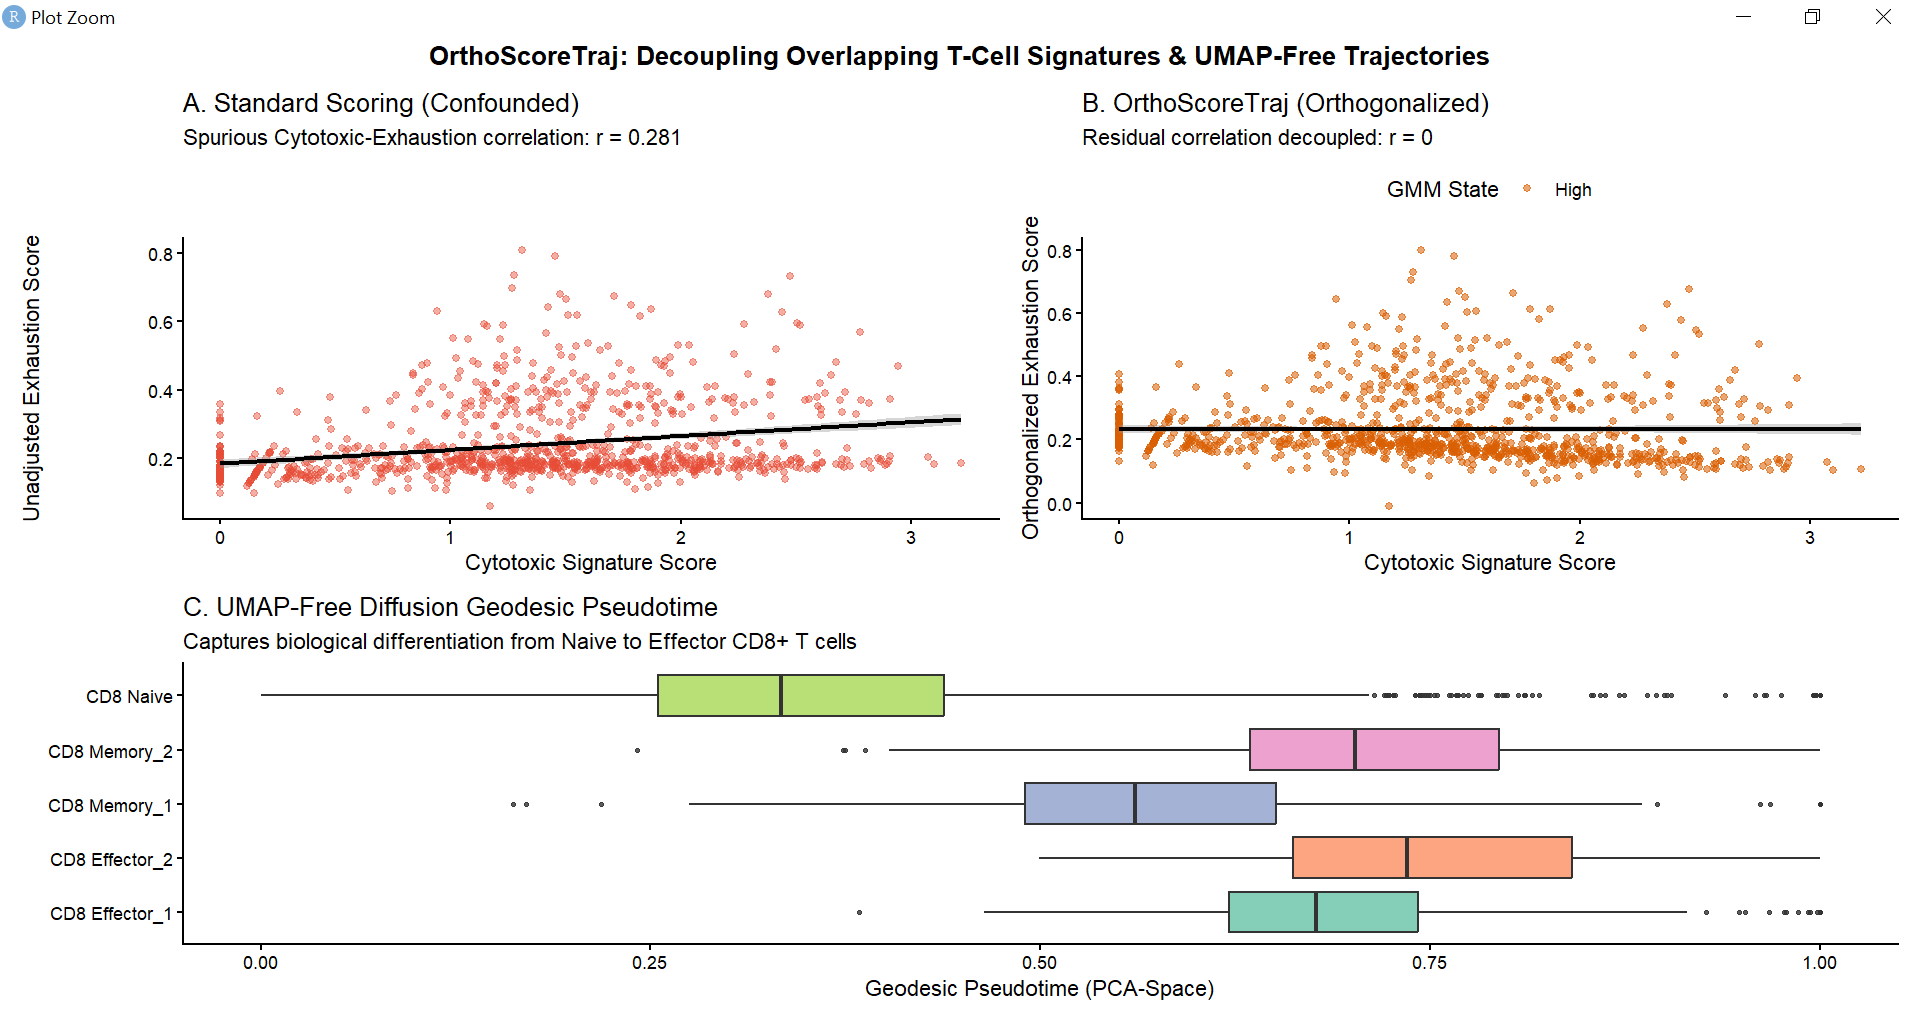 R Plot Zoom
OrthoScoreTraj: Decoupling Overlapping T-Cell Signatures & UMAP-Free Trajectories
A. Standard Scoring (Confounded)
Spurious Cytotoxic-Exhaustion correlation: r = 0.281
Unadjusted Exhaustion Score
0.8
0.6
0.4
0.2
0
1
2
3
Cytotoxic Signature Score
B. OrthoScoreTraj (Orthogonalized)
Residual correlation decoupled: r = 0
GMM State High
Orthogonalized Exhaustion Score
0.8
0.6
0.4
0.2
0.0
0
1
2
3
Cytotoxic Signature Score
C. UMAP-Free Diffusion Geodesic Pseudotime
Captures biological differentiation from Naive to Effector CD8+ T cells
CD8 Naive
CD8 Memory_2
CD8 Memory_1
CD8 Effector_2
CD8 Effector_1
0.00
0.25
0.50
0.75
1.00
Geodesic Pseudotime (PCA-Space)